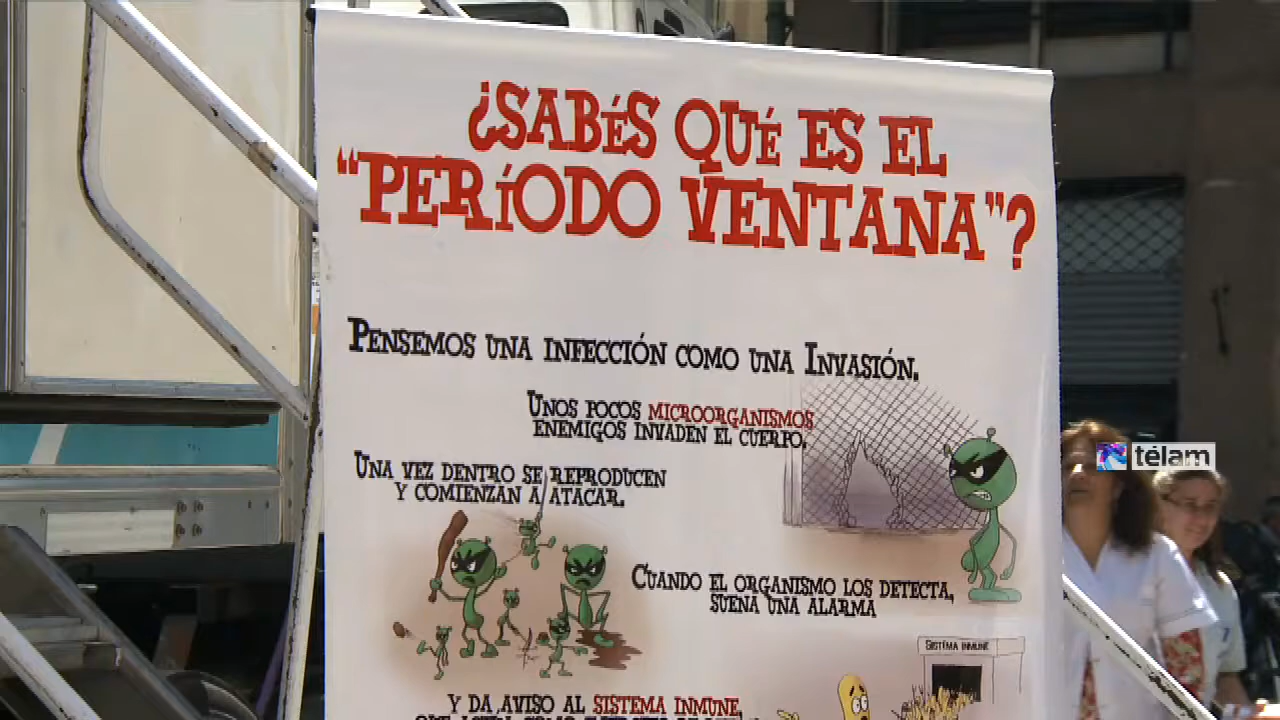 ¿SABÉS QUÉ ES EL
“PERÍODO VENTANA”?
PENSEMOS UNA INFECCIÓN COMO UNA INVASIÓN.
UNOS POCOS MICROORGANISMOS
ENEMIGOS INVADEN EL CUERPO.
UNA VEZ DENTRO SE REPRODUCEN
Y COMIENZAN A ATACAR.
CUANDO EL ORGANISMO LOS DETECTA,
SUENA UNA ALARMA
SISTEMA INMUNE
Y DA AVISO AL SISTEMA INMUNE,
télam